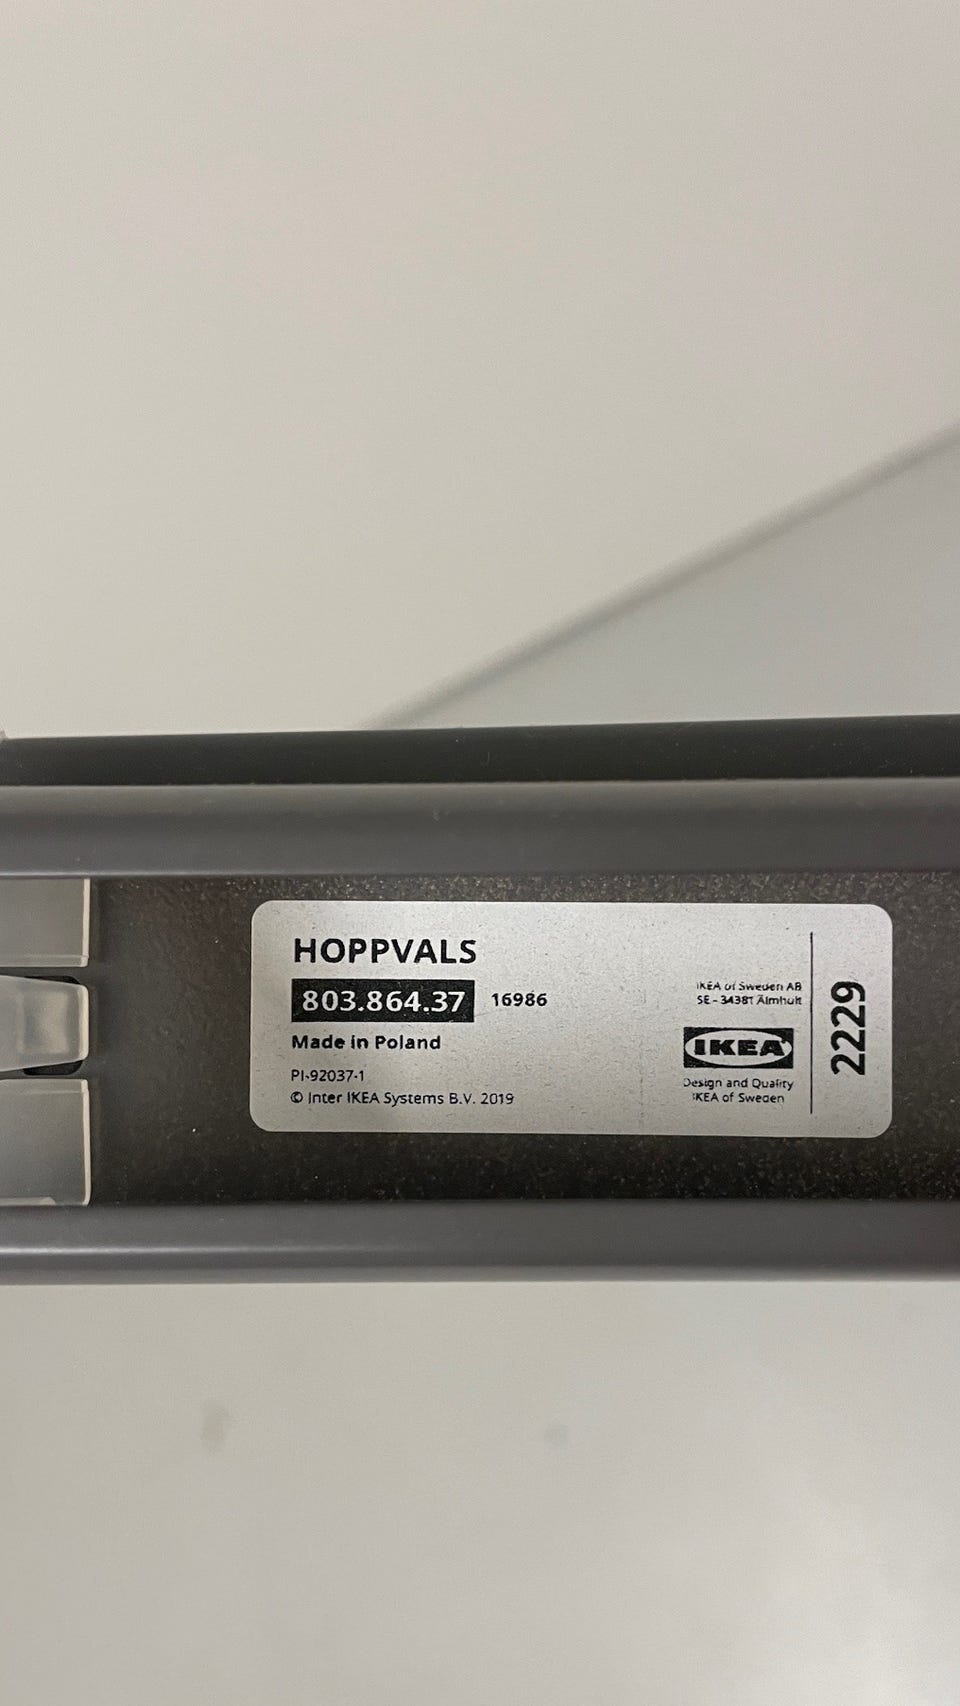 HOPPVALS
803.864.37 16986
Made in Poland
PI-92037-1
© Inter IKEA Systems B.V. 2019
IKEA of Sweden AB
SE - 34381 Älmhult
IKEA
Design and Quality
IKEA of Sweden
2229